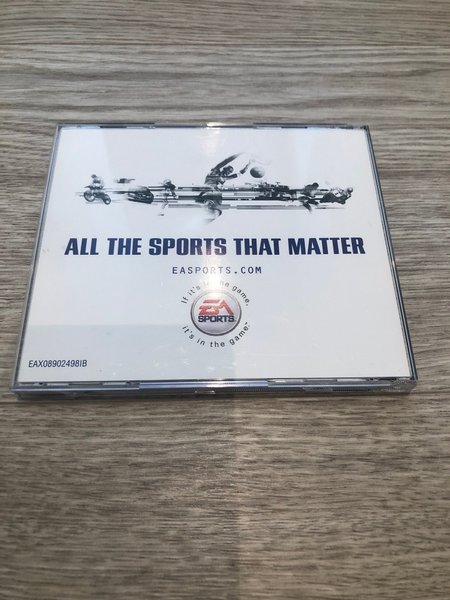 ALL THE SPORTS THAT MATTER
EASPORTS.COM
If it's in the game,
EA
SPORTS
it's in the game.™
EAX08902498IB